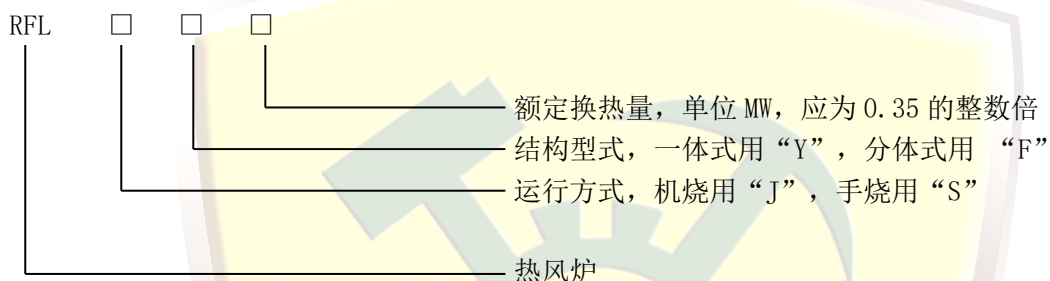 RFL □ □ □
额定换热量，单位 MW，应为 0.35 的整数倍
结构型式，一体式用“Y”，分体式用 “F”
运行方式，机烧用“J”，手烧用“S”
热风炉